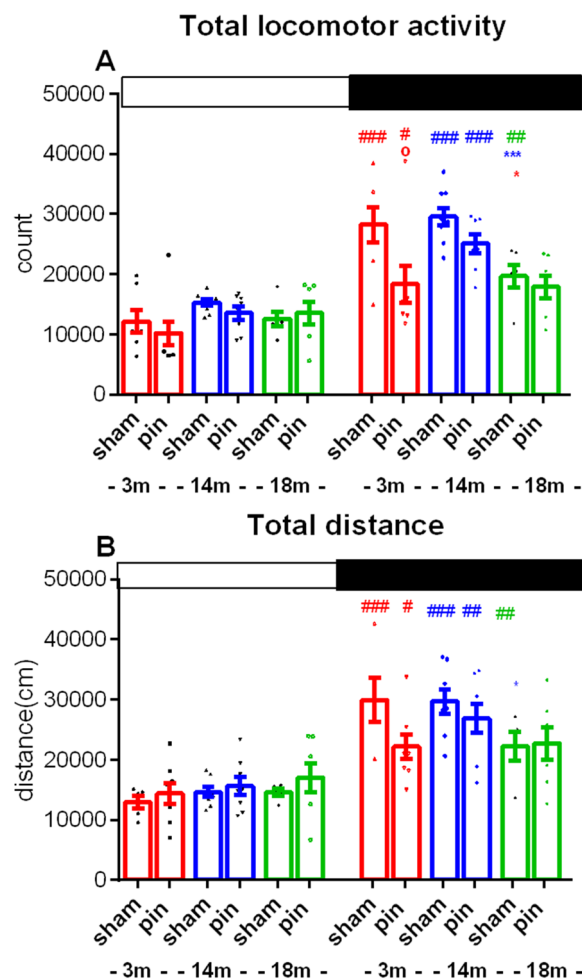 Total locomotor activity
A
50000
### # ### ### ##
o ***
*
40000
30000
20000
10000
0
count
sham pin sham pin sham pin sham pin sham pin sham pin
- 3m - - 14m - - 18m - - 3m - - 14m - - 18m -
Total distance
B
50000
### # ### ## ##
40000
30000
*
20000
10000
0
distance(cm)
sham pin sham pin sham pin sham pin sham pin sham pin
- 3m - - 14m - - 18m - - 3m - - 14m - - 18m -